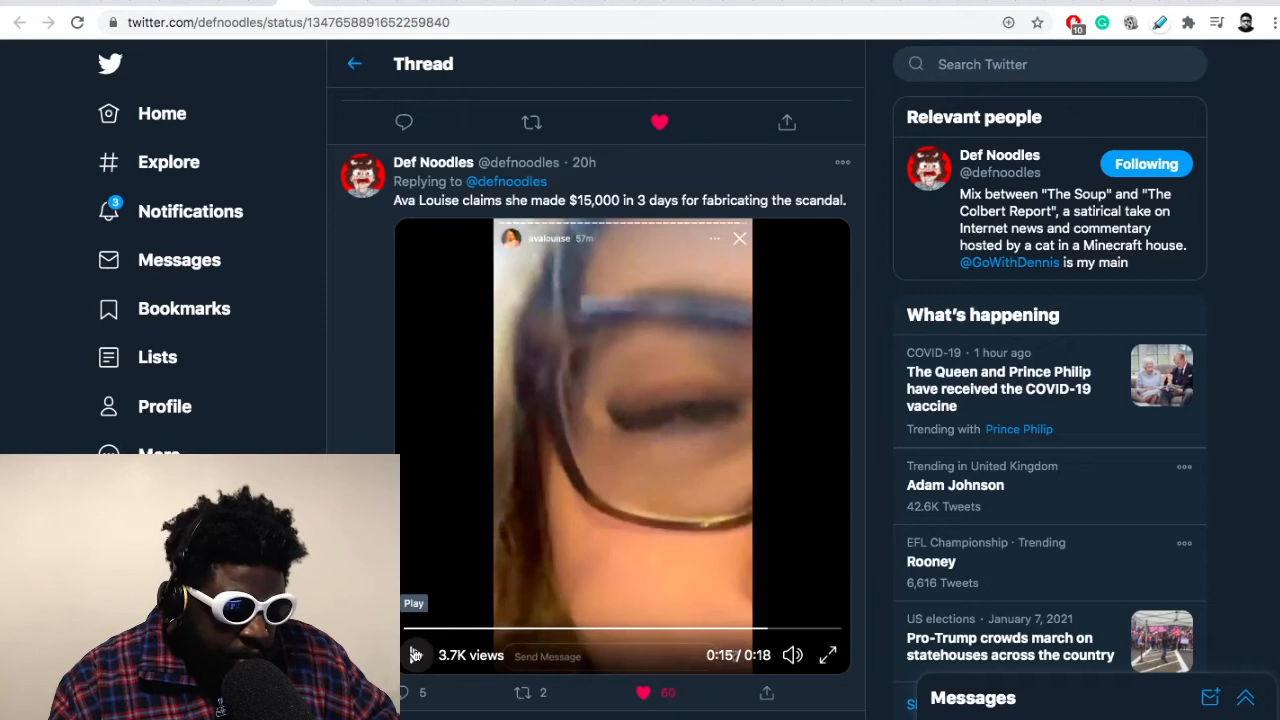 twitter.com/defnoodles/status/1347658891652259840
10
Thread
Search Twitter
Home
Explore
3
Notifications
Messages
Bookmarks
Lists
Profile
More
Def Noodles @defnoodles · 20h
Replying to @defnoodles
Ava Louise claims she made $15,000 in 3 days for fabricating the scandal.
avalouiise 57m
Play
3.7K views
Send Message
0:15 / 0:18
5
2
60
Relevant people
Def Noodles
@defnoodles
Following
Mix between "The Soup" and "The
Colbert Report", a satirical take on
Internet news and commentary
hosted by a cat in a Minecraft house.
@GoWithDennis is my main
What's happening
COVID-19 · 1 hour ago
The Queen and Prince Philip
have received the COVID-19
vaccine
Trending with Prince Philip
Trending in United Kingdom
Adam Johnson
42.6K Tweets
EFL Championship · Trending
Rooney
6,616 Tweets
US elections · January 7, 2021
Pro-Trump crowds march on
statehouses across the country
Messages